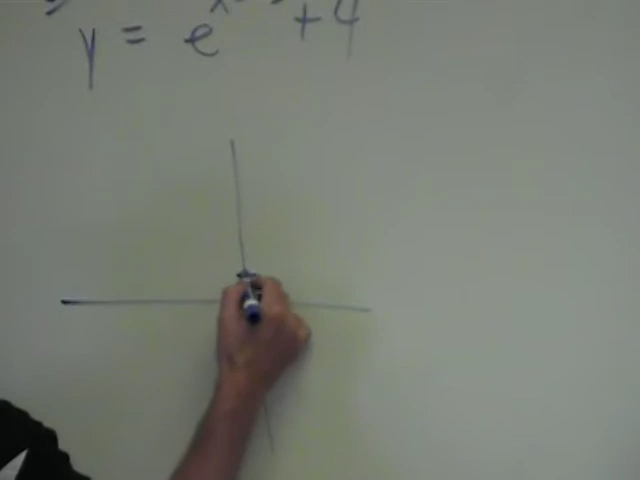 y = e^x + 4